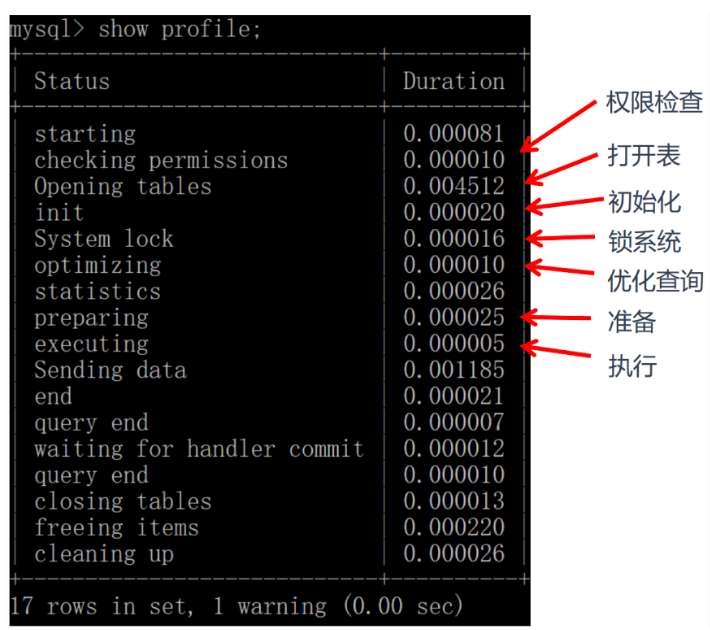 mysql> show profile;
Status Duration
starting 0.000081
checking permissions 0.000010 权限检查
Opening tables 0.004512 打开表
init 0.000020 初始化
System lock 0.000016 锁系统
optimizing 0.000010 优化查询
statistics 0.000026
preparing 0.000025 准备
executing 0.000005 执行
Sending data 0.001185
end 0.000021
query end 0.000007
waiting for handler commit 0.000012
query end 0.000010
closing tables 0.000013
freeing items 0.000220
cleaning up 0.000026
17 rows in set, 1 warning (0.00 sec)